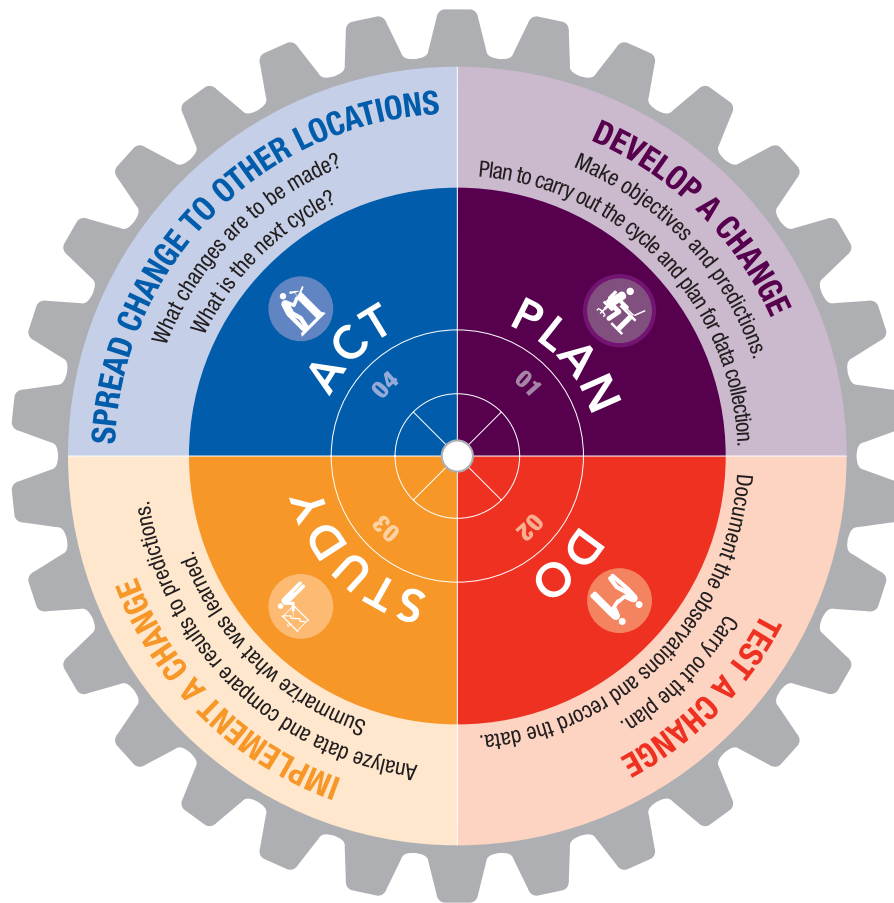 DEVELOP A CHANGE
Make objectives and predictions.
Plan to carry out the cycle and plan for data collection.
PLAN
01
TEST A CHANGE
Carry out the plan.
Document the observations and record the data.
DO
02
IMPLEMENT A CHANGE
Analyze data and compare results to predictions.
Summarize what was learned.
STUDY
03
SPREAD CHANGE TO OTHER LOCATIONS
What changes are to be made?
What is the next cycle?
ACT
04